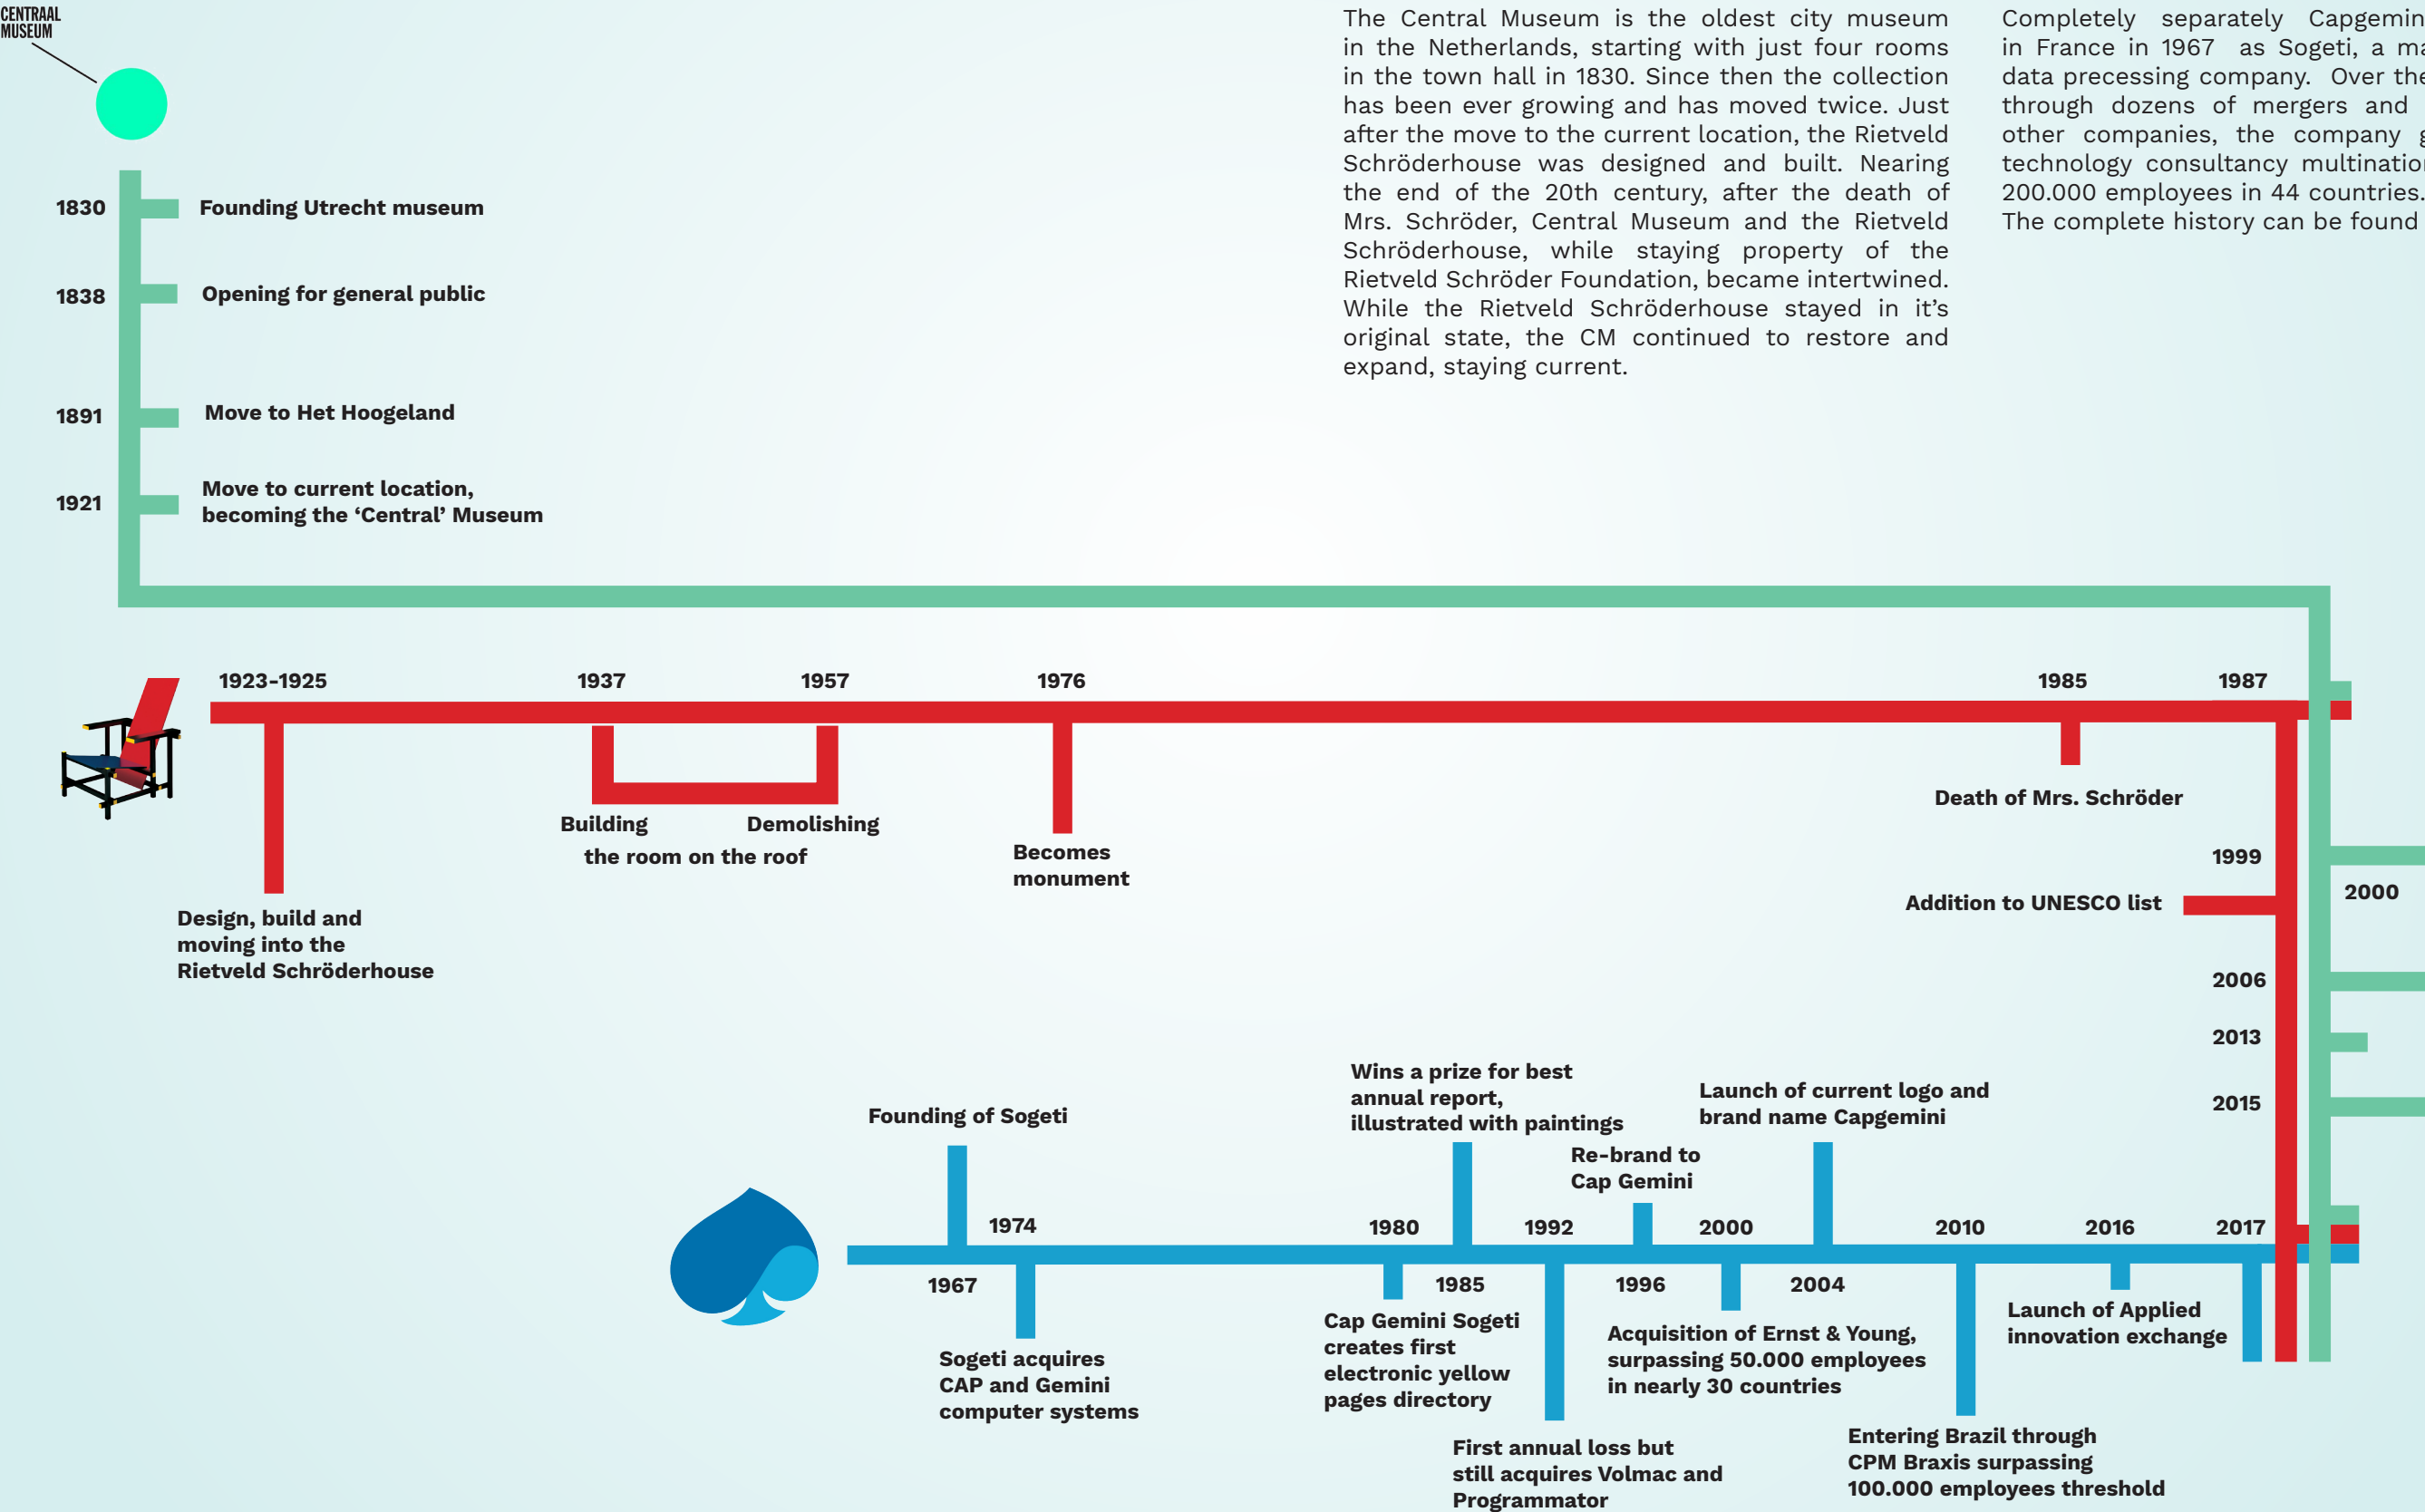 CENTRAAL
MUSEUM
The Central Museum is the oldest city museum
in the Netherlands, starting with just four rooms
in the town hall in 1830. Since then the collection
has been ever growing and has moved twice. Just
after the move to the current location, the Rietveld
Schröderhouse was designed and built. Nearing
the end of the 20th century, after the death of
Mrs. Schröder, Central Museum and the Rietveld
Schröderhouse, while staying property of the
Rietveld Schröder Foundation, became intertwined.
While the Rietveld Schröderhouse stayed in it’s
original state, the CM continued to restore and
expand, staying current.
Completely separately Capgemin
in France in 1967 as Sogeti, a ma
data precessing company. Over the
through dozens of mergers and
other companies, the company g
technology consultancy multination
200.000 employees in 44 countries.
The complete history can be found
1830
Founding Utrecht museum
1838
Opening for general public
1891
Move to Het Hoogeland
1921
Move to current location,
becoming the ‘Central’ Museum
1923-1925
1937
1957
1976
1985
1987
Death of Mrs. Schröder
Building
Demolishing
the room on the roof
Becomes
monument
1999
2000
Addition to UNESCO list
Design, build and
moving into the
Rietveld Schröderhouse
2006
2013
2015
Founding of Sogeti
Wins a prize for best
annual report,
illustrated with paintings
Launch of current logo and
brand name Capgemini
Re-brand to
Cap Gemini
1974
1980
1992
2000
2010
2016
2017
1967
1985
1996
2004
Sogeti acquires
CAP and Gemini
computer systems
Cap Gemini Sogeti
creates first
electronic yellow
pages directory
Acquisition of Ernst & Young,
surpassing 50.000 employees
in nearly 30 countries
Launch of Applied
innovation exchange
First annual loss but
still acquires Volmac and
Programmator
Entering Brazil through
CPM Braxis surpassing
100.000 employees threshold